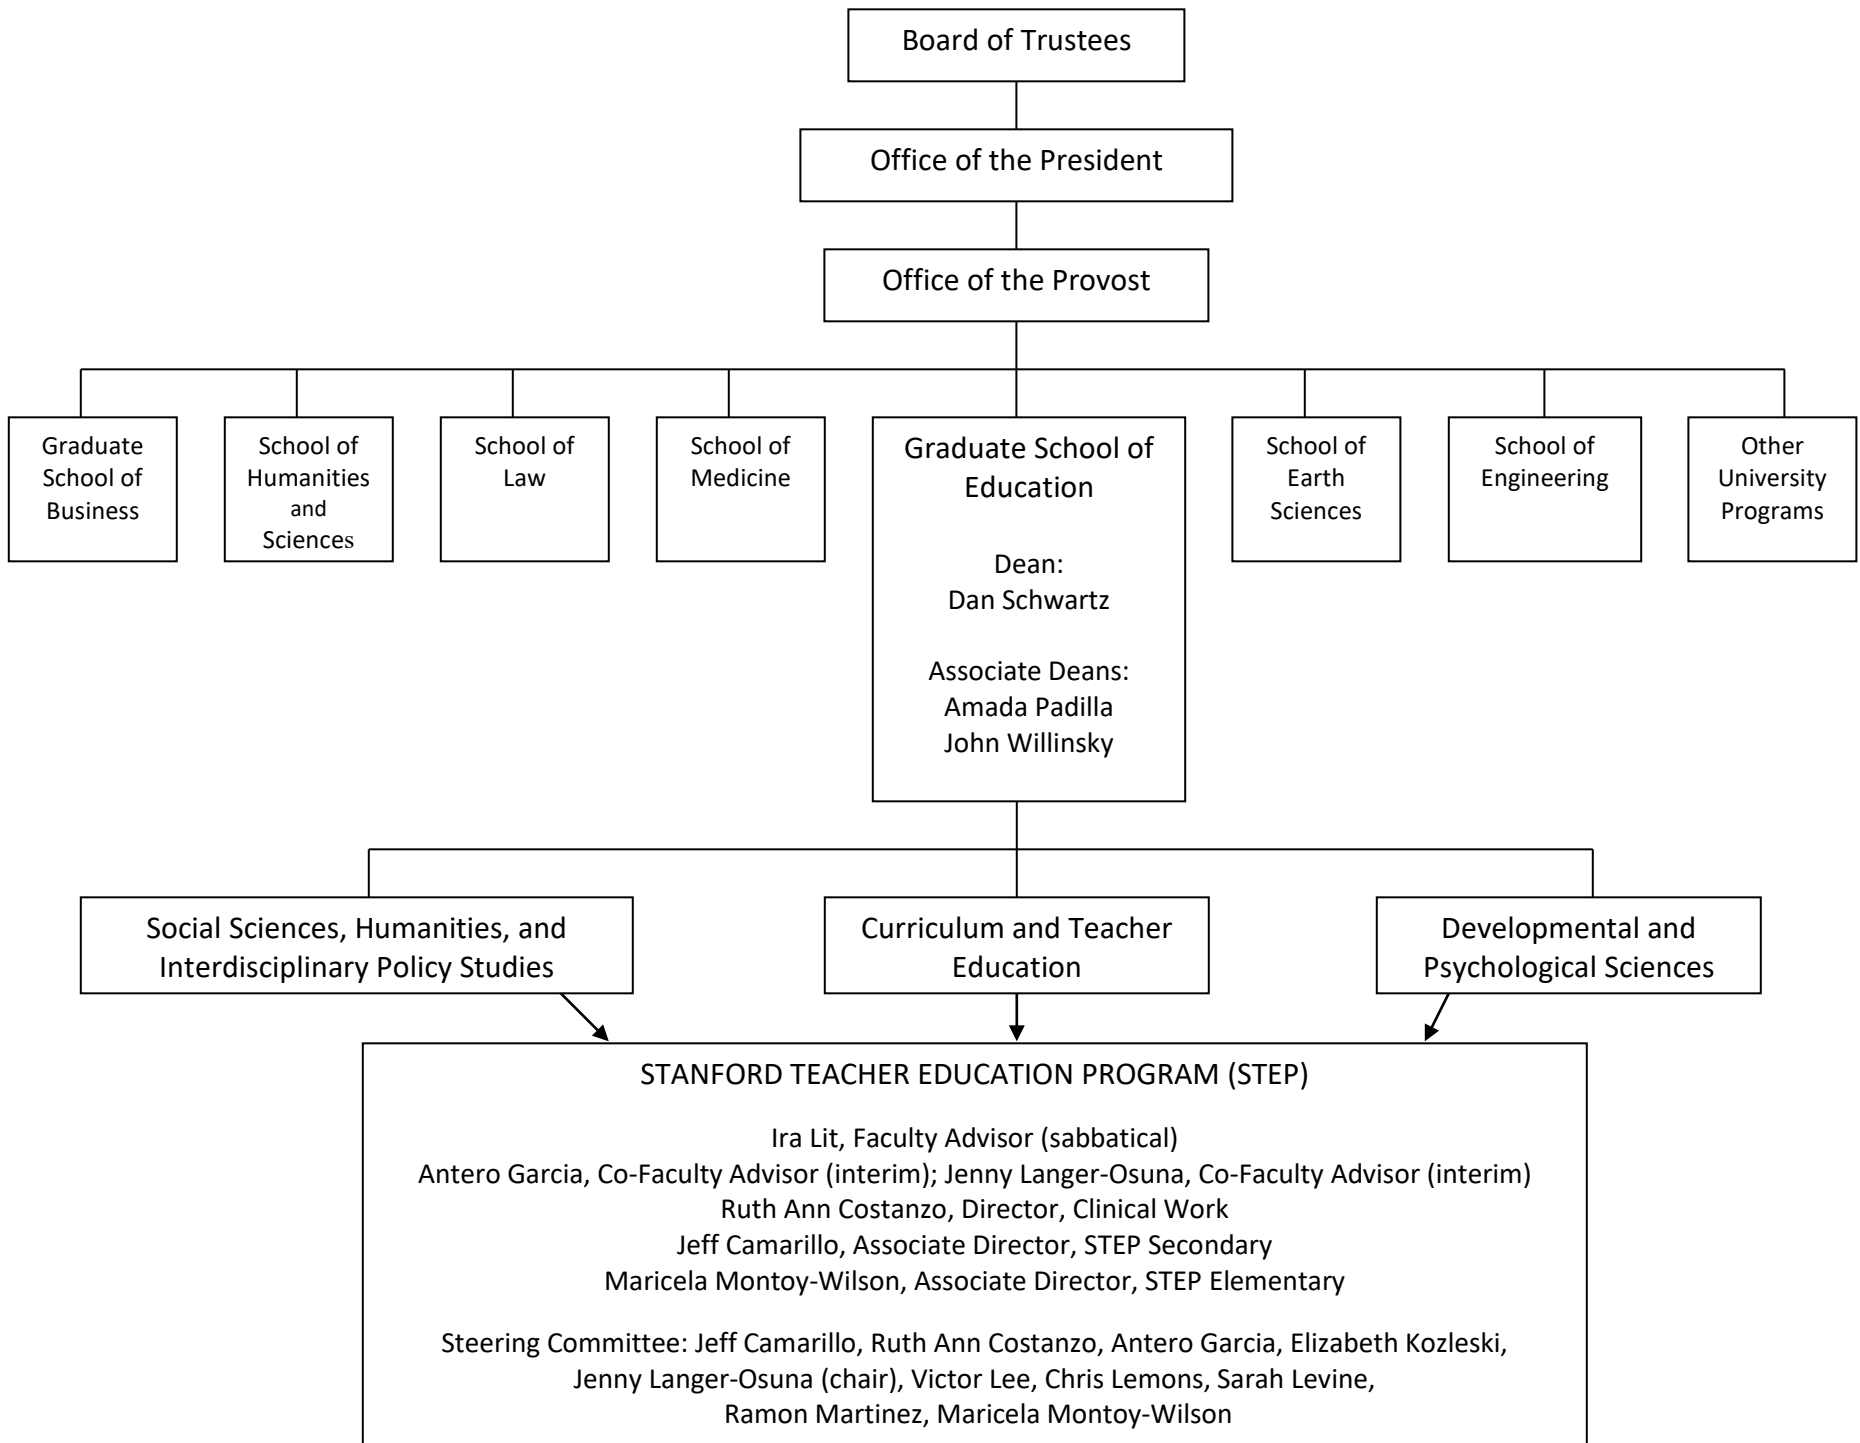 Board of Trustees
Office of the President
Office of the Provost
Graduate
School of
Business
School of
Humanities
and
Sciences
School of
Law
School of
Medicine
Graduate School of
Education
Dean:
Dan Schwartz
Associate Deans:
Amada Padilla
John Willinsky
School of
Earth
Sciences
School of
Engineering
Other
University
Programs
Social Sciences, Humanities, and
Interdisciplinary Policy Studies
Curriculum and Teacher
Education
Developmental and
Psychological Sciences
STANFORD TEACHER EDUCATION PROGRAM (STEP)
Ira Lit, Faculty Advisor (sabbatical)
Antero Garcia, Co-Faculty Advisor (interim); Jenny Langer-Osuna, Co-Faculty Advisor (interim)
Ruth Ann Costanzo, Director, Clinical Work
Jeff Camarillo, Associate Director, STEP Secondary
Maricela Montoy-Wilson, Associate Director, STEP Elementary
Steering Committee: Jeff Camarillo, Ruth Ann Costanzo, Antero Garcia, Elizabeth Kozleski,
Jenny Langer-Osuna (chair), Victor Lee, Chris Lemons, Sarah Levine,
Ramon Martinez, Maricela Montoy-Wilson